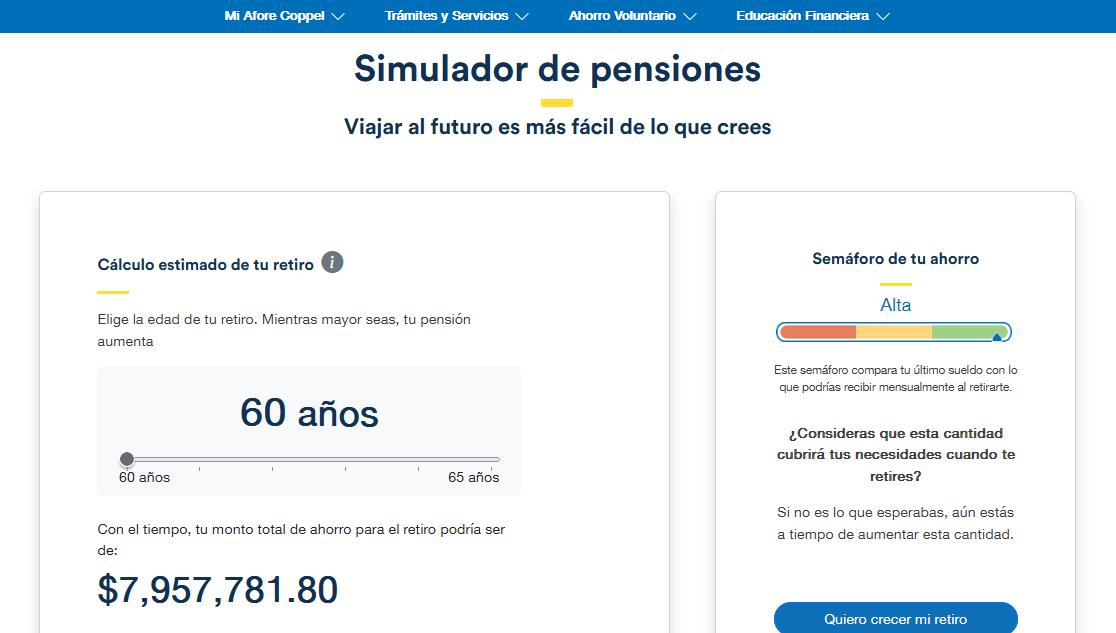 Mi Afore Coppel
Trámites y Servicios
Ahorro Voluntario
Educación Financiera
Simulador de pensiones
Viajar al futuro es más fácil de lo que crees
Cálculo estimado de tu retiro i
Elige la edad de tu retiro. Mientras mayor seas, tu pensión
aumenta
60 años
60 años
65 años
Con el tiempo, tu monto total de ahorro para el retiro podría ser
de:
$7,957,781.80
Semáforo de tu ahorro
Alta
Este semáforo compara tu último sueldo con lo
que podrías recibir mensualmente al retirarte.
¿Consideras que esta cantidad
cubrirá tus necesidades cuando te
retires?
Si no es lo que esperabas, aún estás
a tiempo de aumentar esta cantidad.
Quiero crecer mi retiro